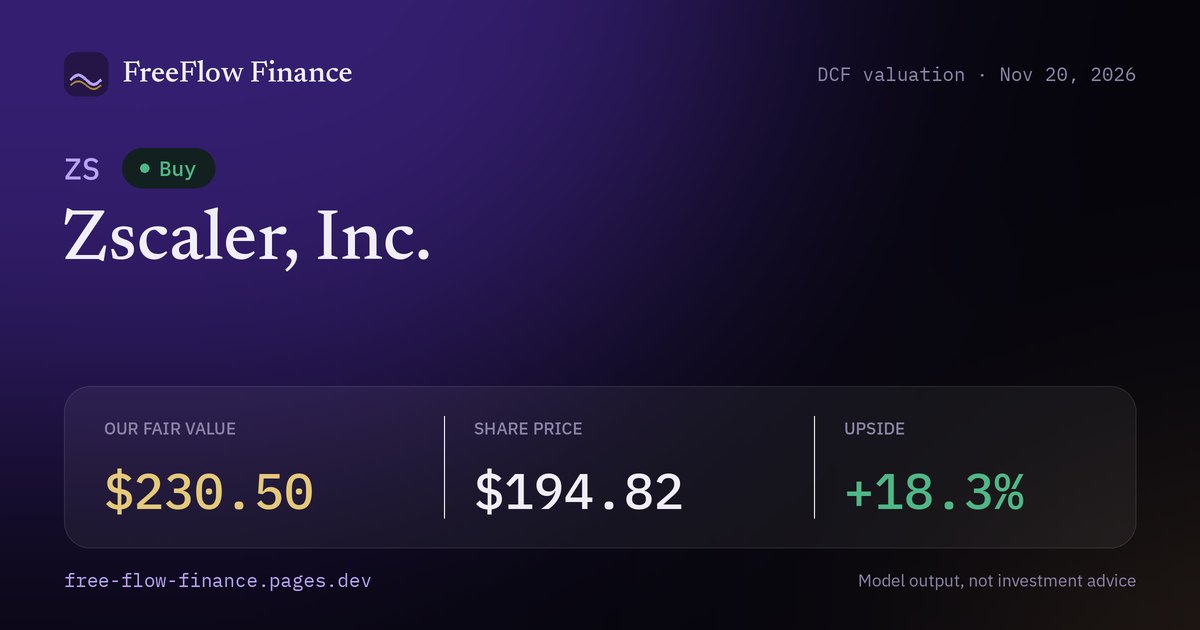 FreeFlow Finance
DCF valuation · Nov 20, 2026
ZS
Buy
Zscaler, Inc.
OUR FAIR VALUE
$230.50
SHARE PRICE
$194.82
UPSIDE
+18.3%
free-flow-finance.pages.dev
Model output, not investment advice